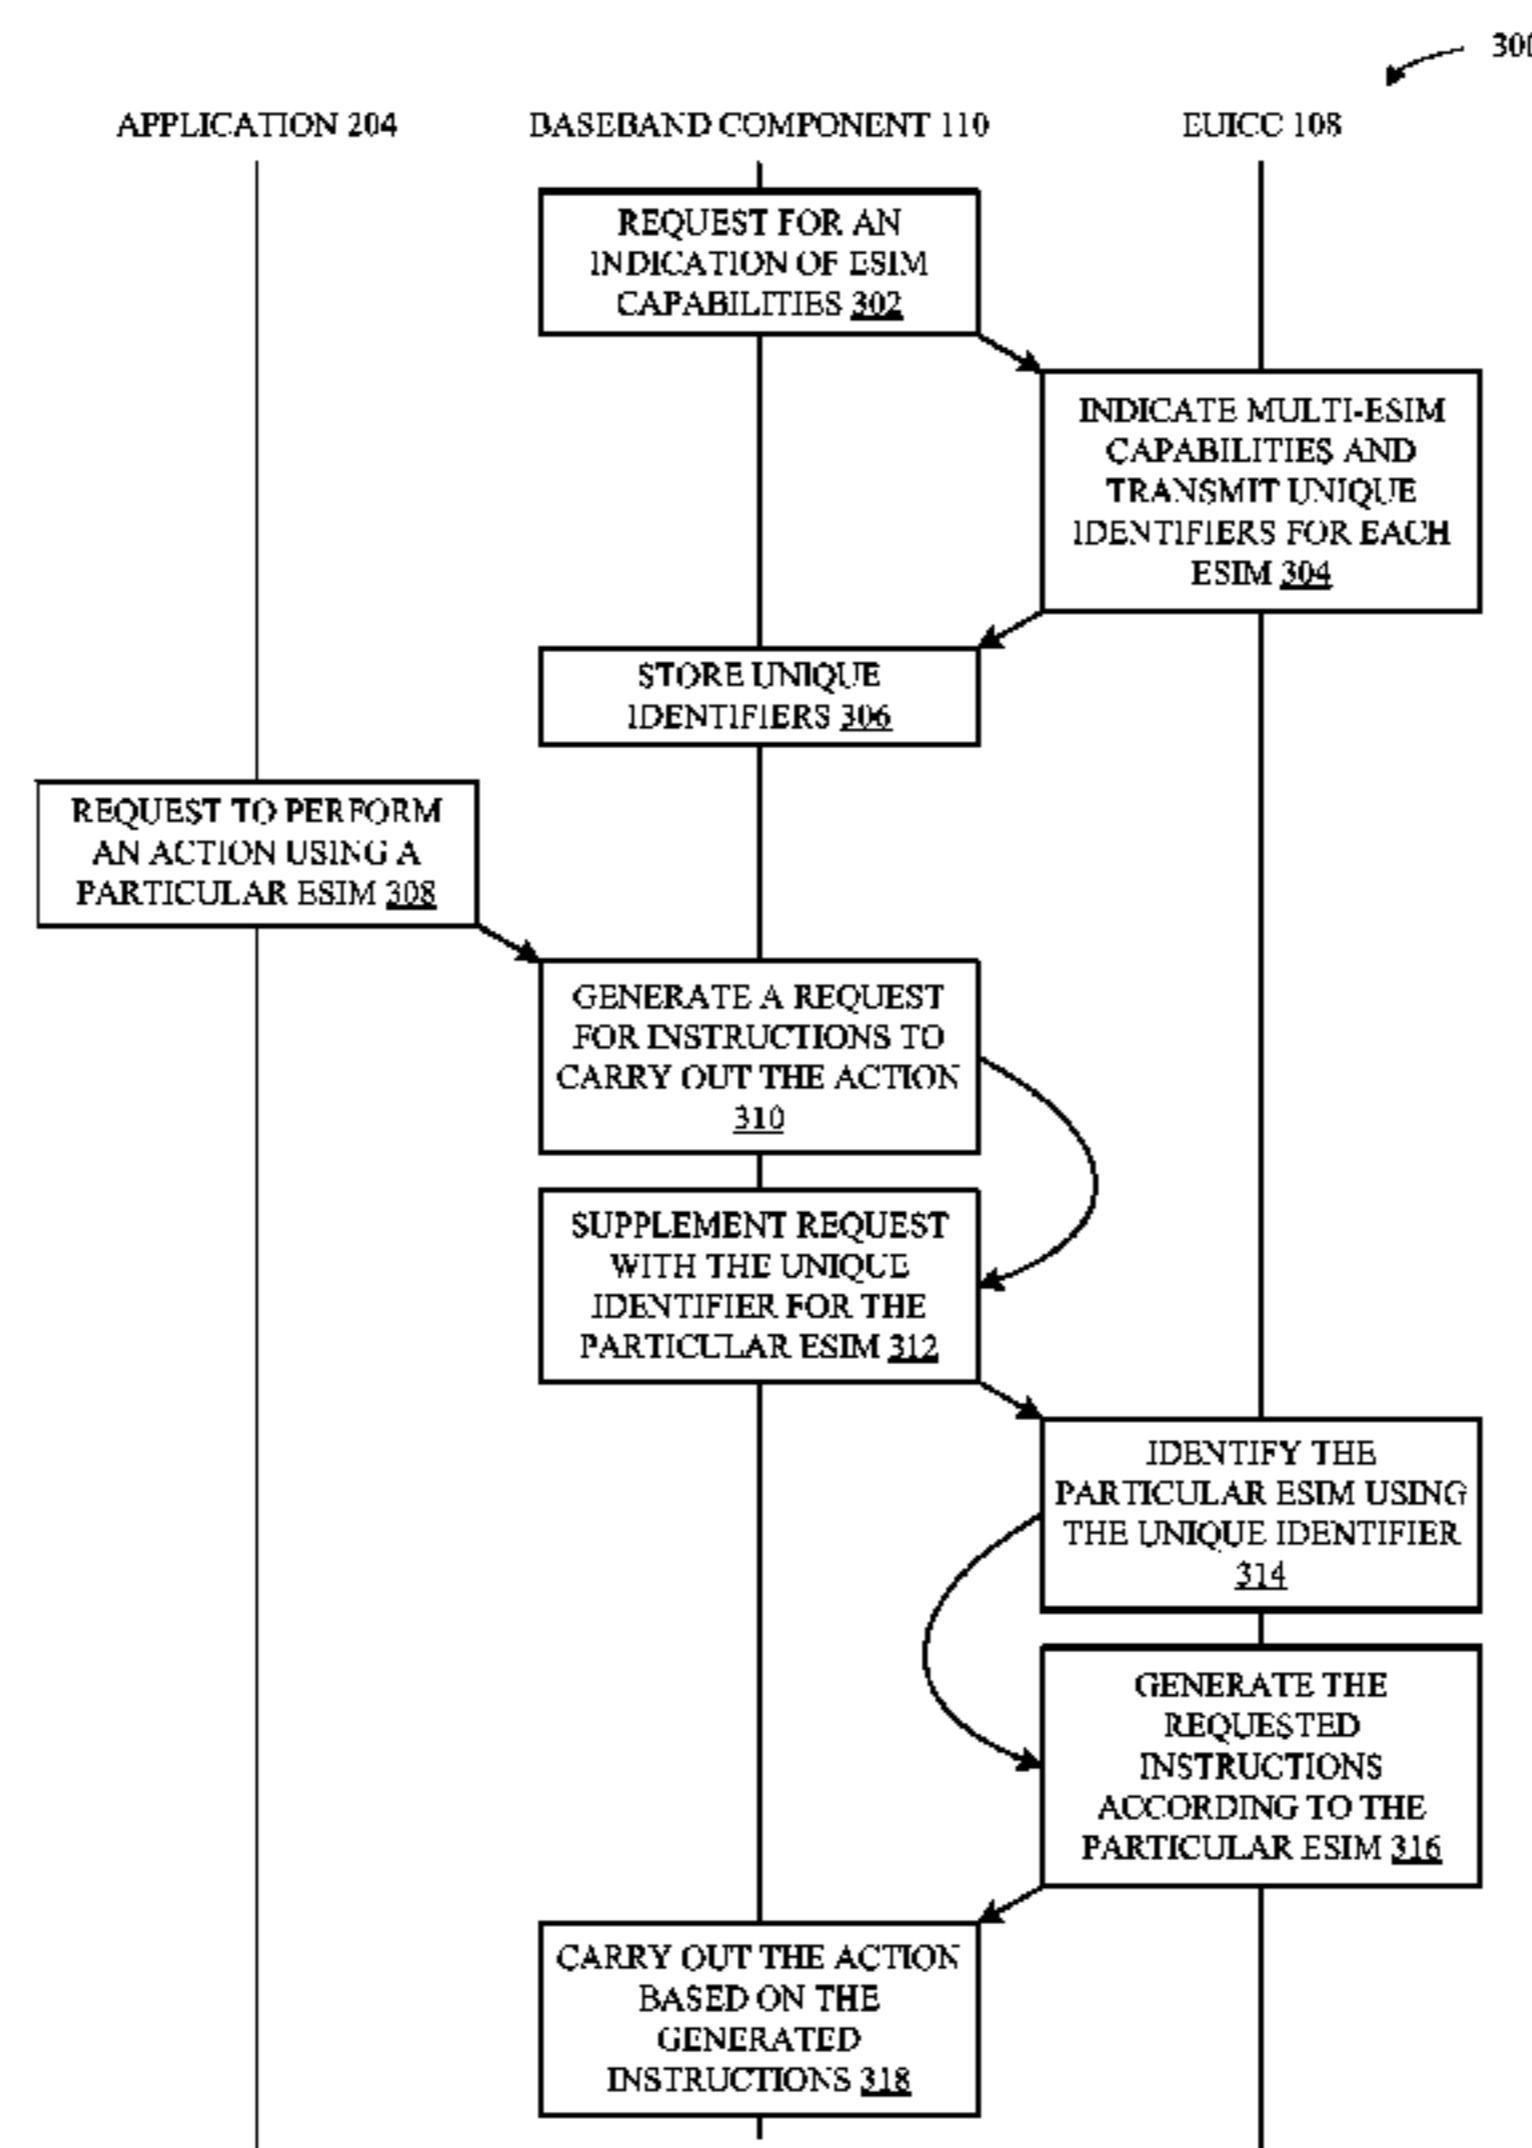 300
APPLICATION 204
BASEBAND COMPONENT 110
EUICC 108
REQUEST FOR AN
INDICATION OF ESIM
CAPABILITIES 302
INDICATE MULTI-ESIM
CAPABILITIES AND
TRANSMIT UNIQUE
IDENTIFIERS FOR EACH
ESIM 304
STORE UNIQUE
IDENTIFIERS 306
REQUEST TO PERFORM
AN ACTION USING A
PARTICULAR ESIM 308
GENERATE A REQUEST
FOR INSTRUCTIONS TO
CARRY OUT THE ACTION
310
SUPPLEMENT REQUEST
WITH THE UNIQUE
IDENTIFIER FOR THE
PARTICULAR ESIM 312
IDENTIFY THE
PARTICULAR ESIM USING
THE UNIQUE IDENTIFIER
314
GENERATE THE
REQUESTED
INSTRUCTIONS
ACCORDING TO THE
PARTICULAR ESIM 316
CARRY OUT THE ACTION
BASED ON THE
GENERATED
INSTRUCTIONS 318